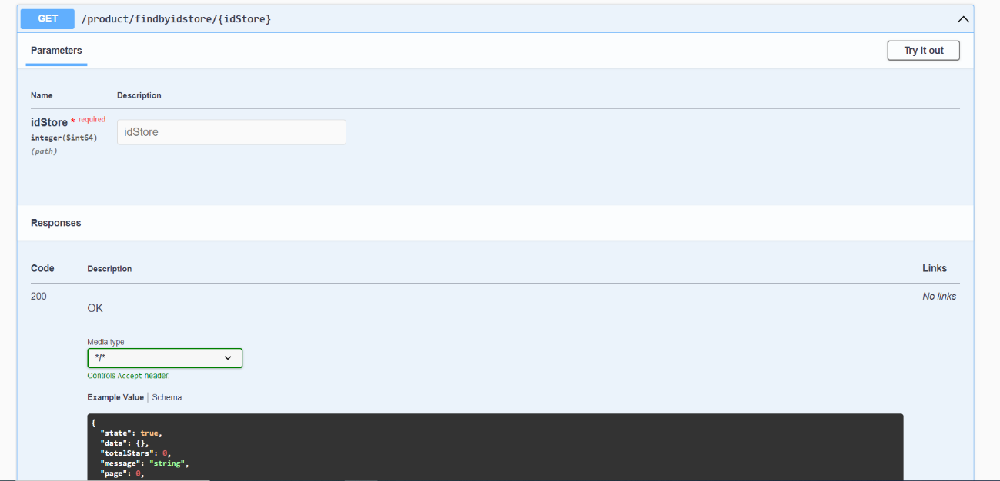 GET /product/findbyidstore/{idStore}
Parameters
Try it out
Name Description
idStore * required
idStore
integer($int64)
(path)
Responses
Code Description Links
200 No links
OK
Media type
*/*
Controls Accept header.
Example Value Schema
{
"state": true,
"data": {},
"totalStars": 0,
"message": "string",
"page": 0,